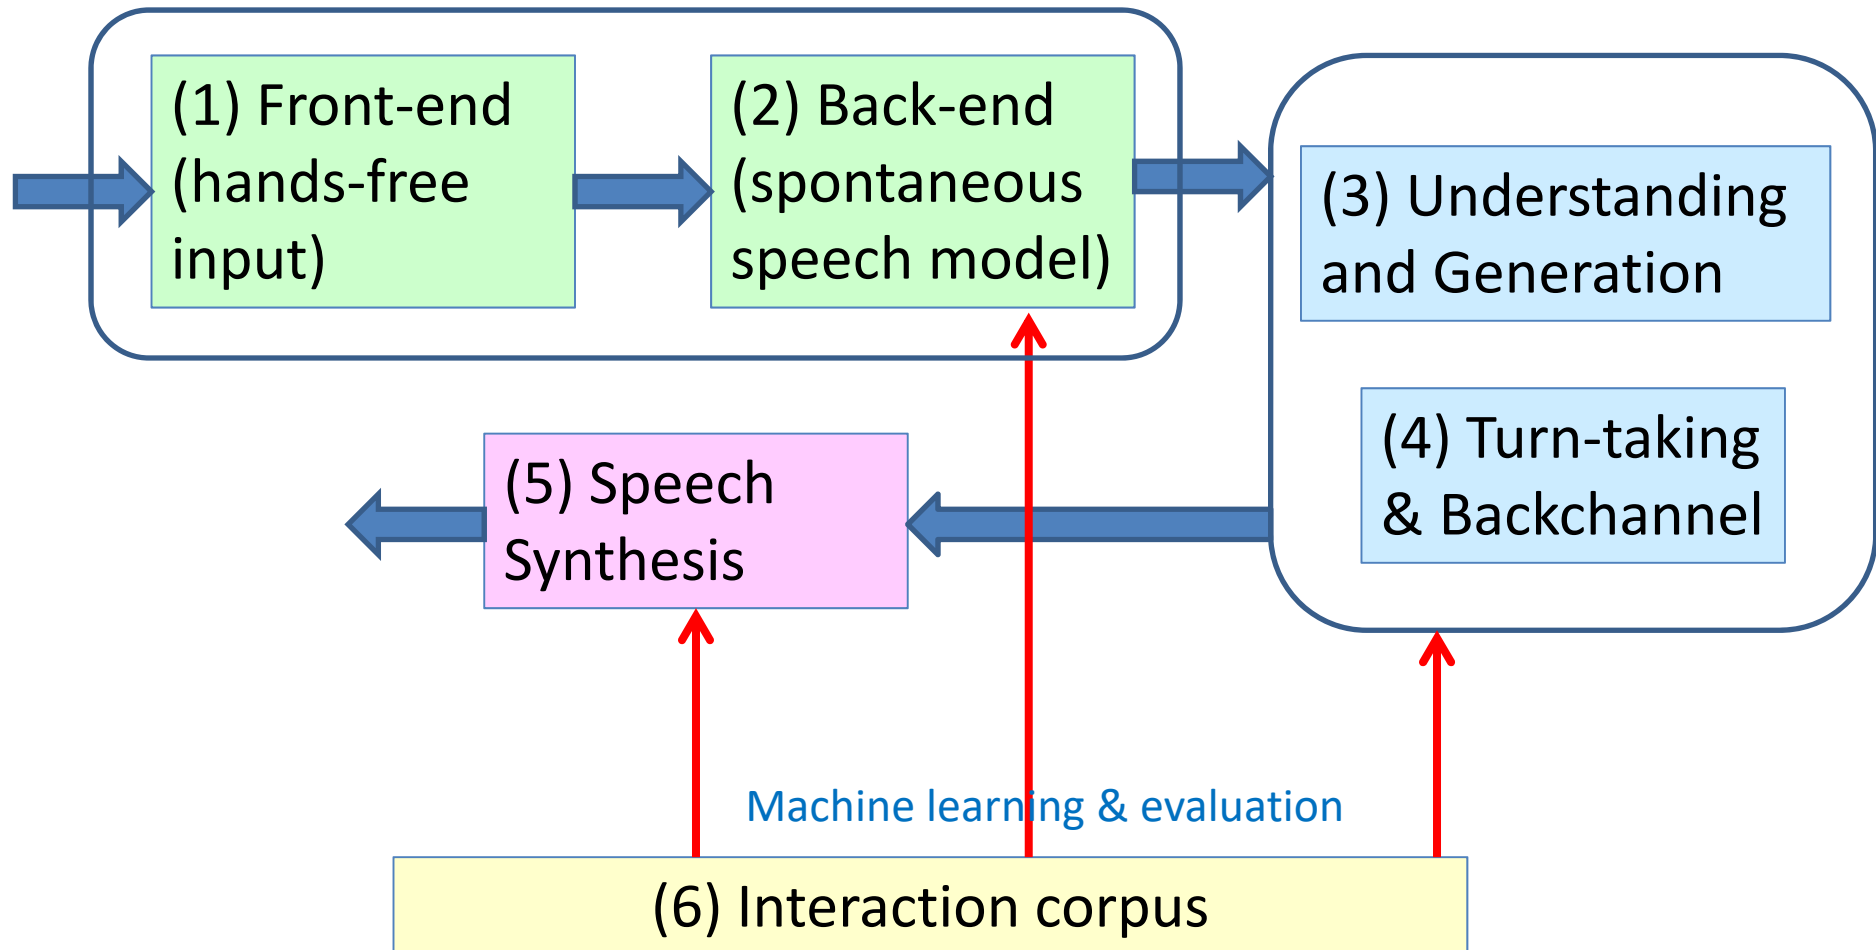 (1) Front-end
(hands-free
input)
(2) Back-end
(spontaneous
speech model)
(3) Understanding
and Generation
(4) Turn-taking
& Backchannel
(5) Speech
Synthesis
Machine learning & evaluation
(6) Interaction corpus